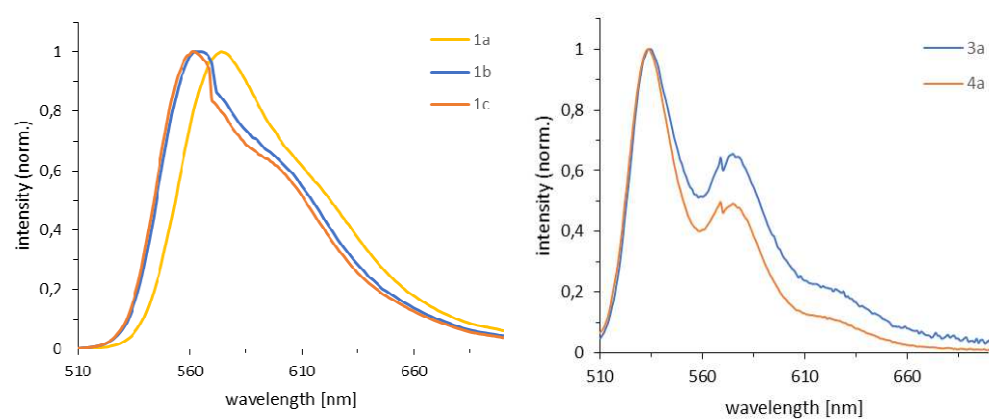 1
0,8
0,6
0,4
0,2
0
intensity (norm.)
510
560
610
660
wavelength [nm]
1a
1b
1c
1
0,8
0,6
0,4
0,2
0
intensity (norm.)
510
560
610
660
wavelength [nm]
3a
4a